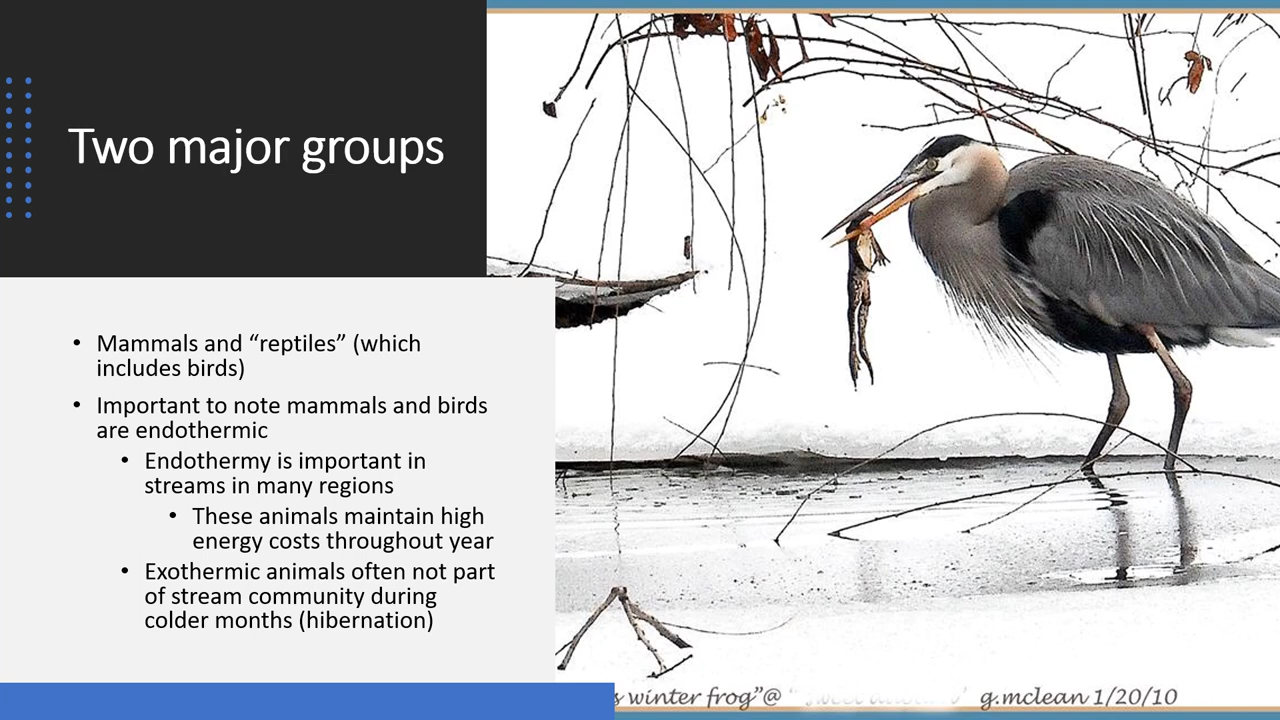 Two major groups
• Mammals and “reptiles” (which
includes birds)
• Important to note mammals and birds
are endothermic
• Endothermy is important in
streams in many regions
• These animals maintain high
energy costs throughout year
• Exothermic animals often not part
of stream community during
colder months (hibernation)
s winter frog”@ g.mclean 1/20/10